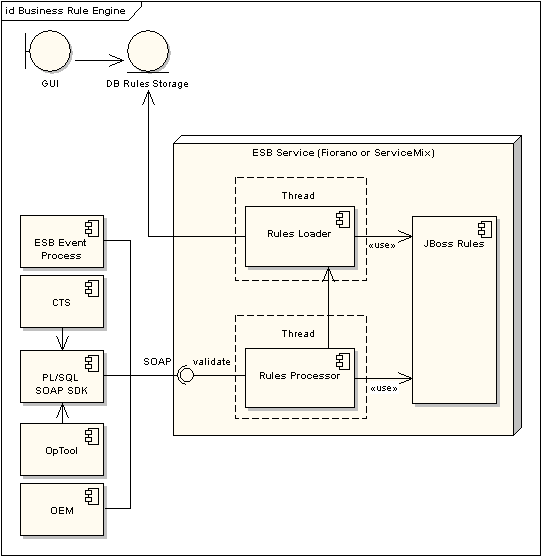 id Business Rule Engine
GUI
DB Rules Storage
ESB Service (Fiorano or ServiceMix)
Thread
Rules Loader
«use»
JBoss Rules
ESB Event
Process
CTS
Thread
SOAP
validate
Rules Processor
«use»
PL/SQL
SOAP SDK
OpTool
OEM